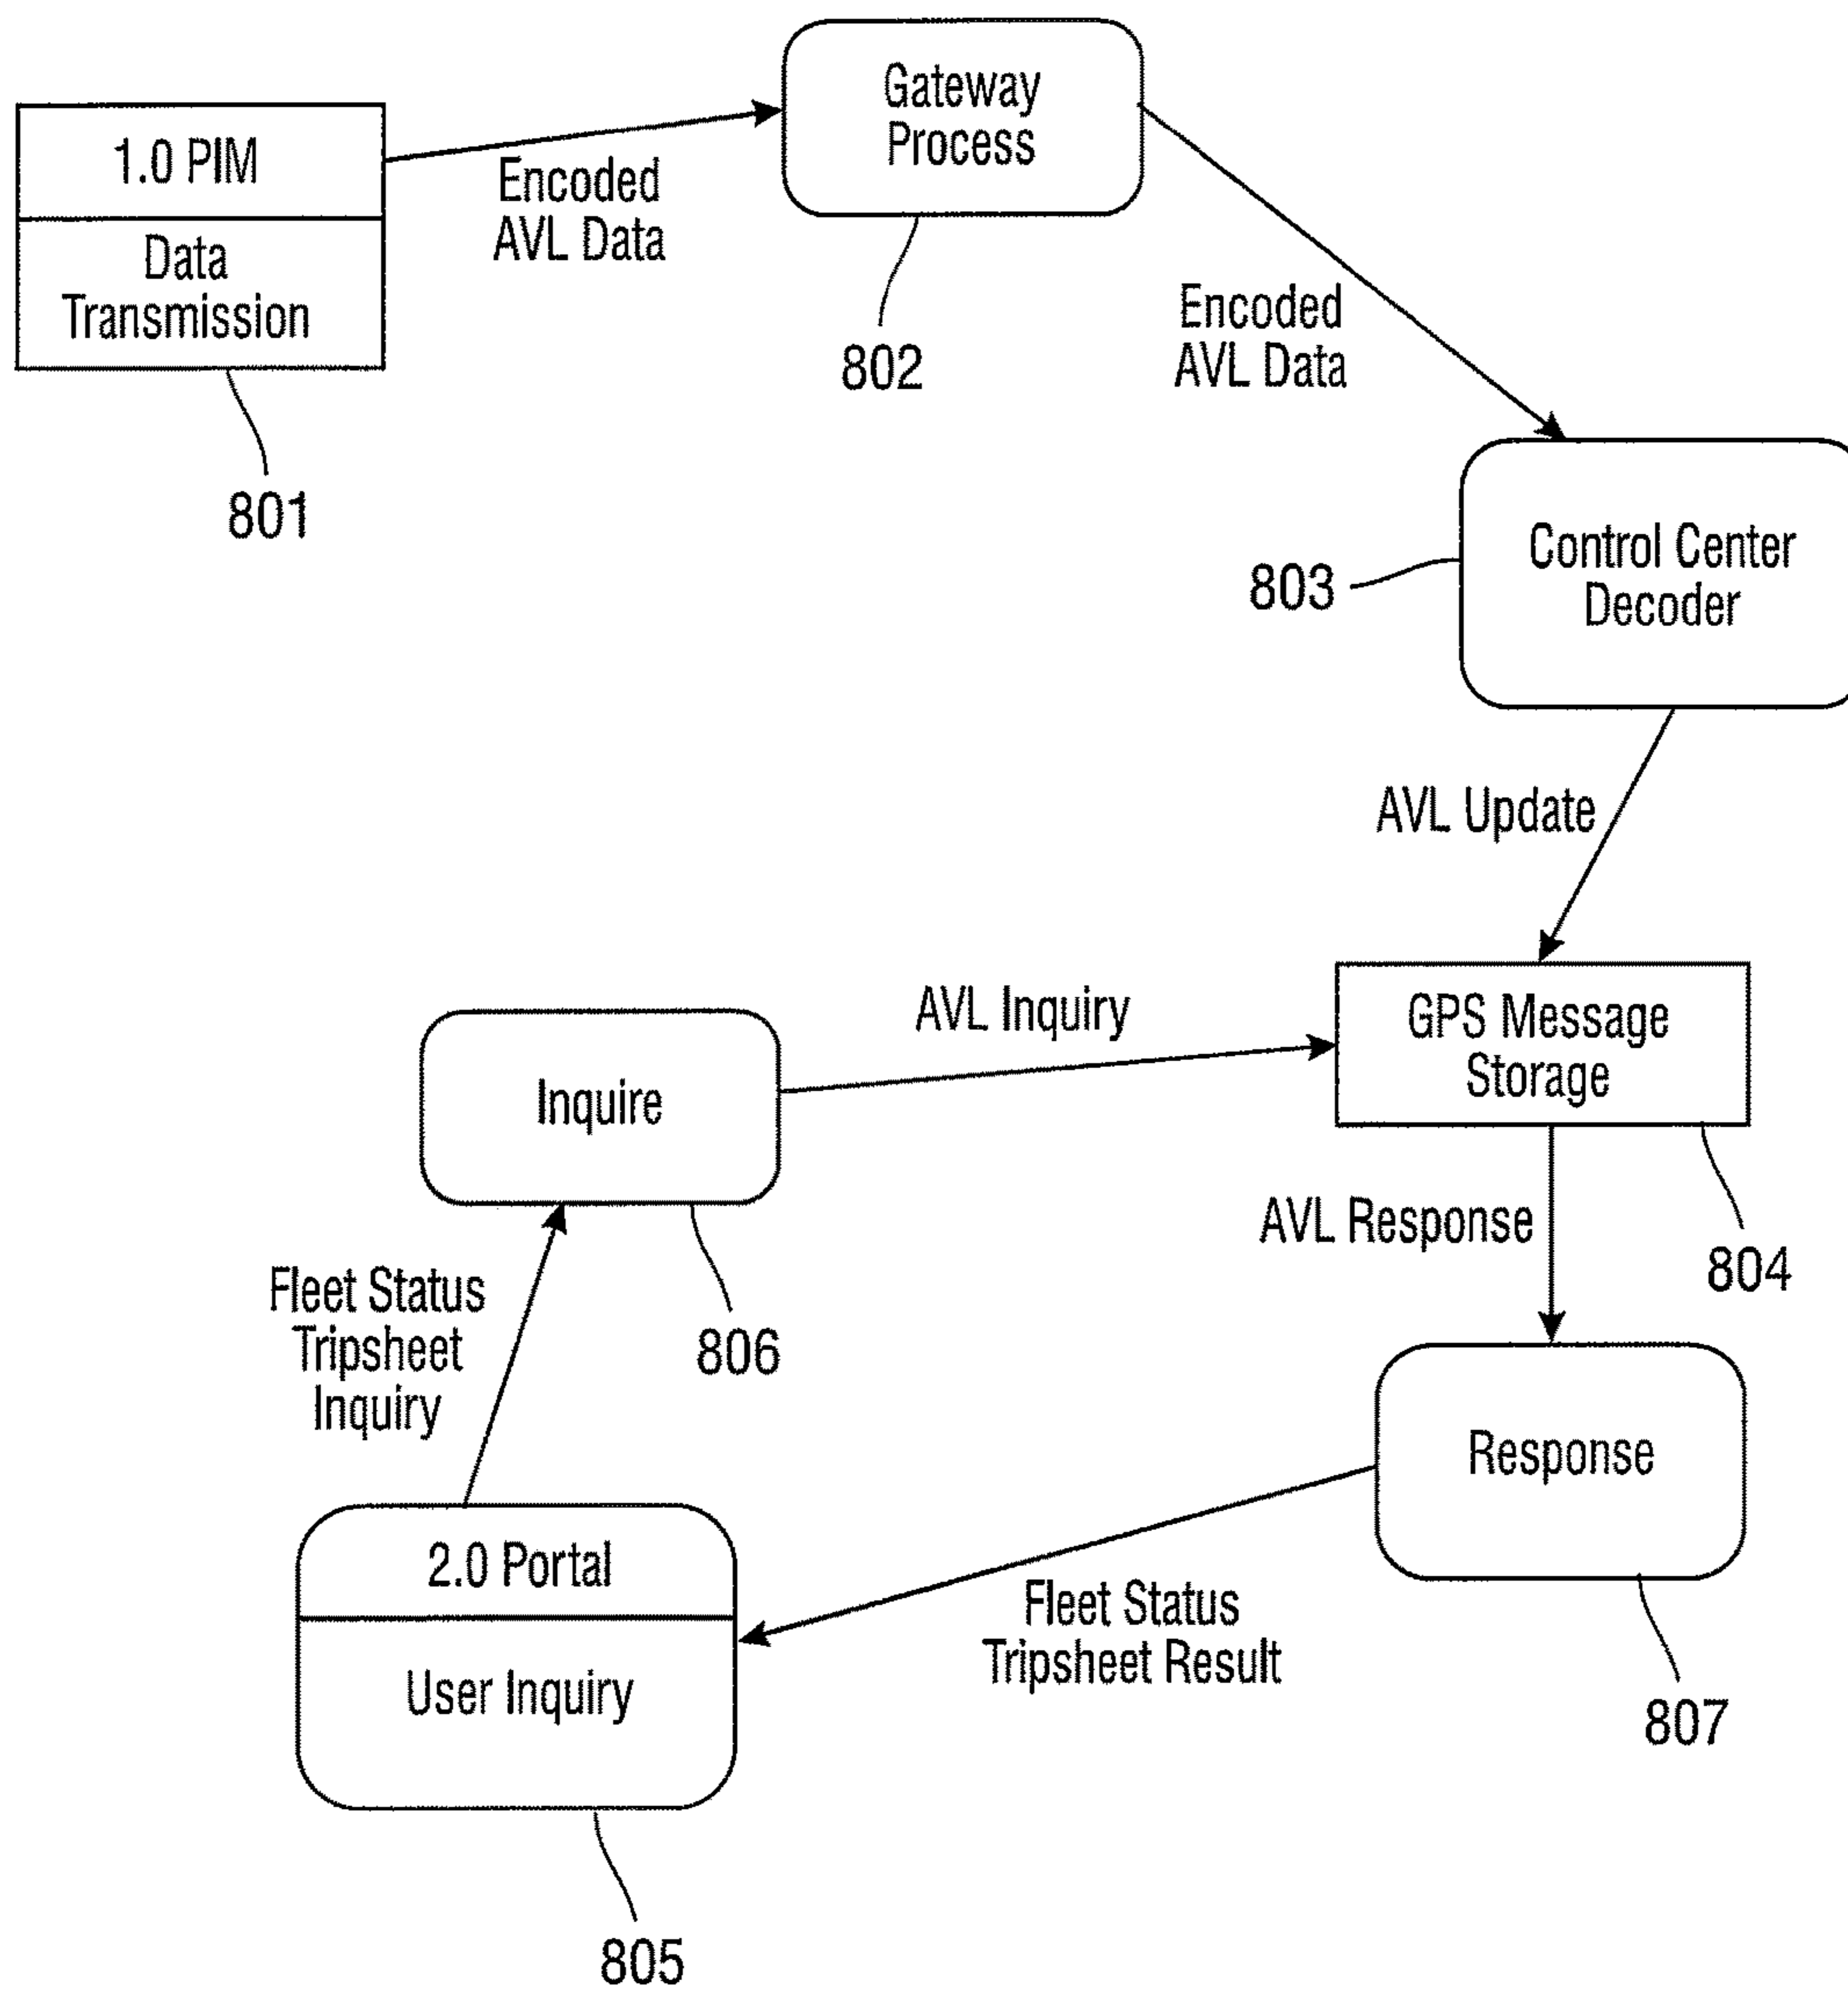 1.0 PIM
Data
Transmission
801
Encoded
AVL Data
Gateway
Process
802
Encoded
AVL Data
Control Center
Decoder
803
AVL Update
GPS Message
Storage
804
AVL Inquiry
Inquire
806
AVL Response
Fleet Status
Tripsheet
Inquiry
Response
807
2.0 Portal
User Inquiry
805
Fleet Status
Tripsheet Result